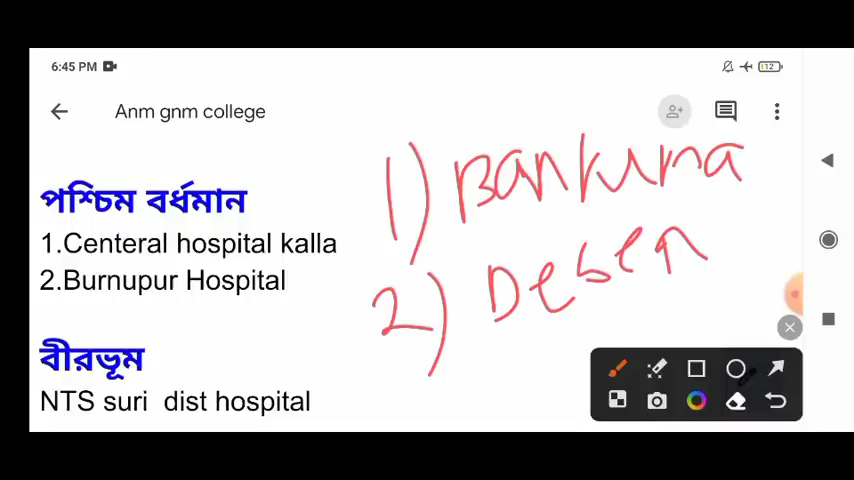 6:45 PM
12
Anm gnm college
পশ্চিম বর্ধমান
1.Centeral hospital kalla
2.Burnupur Hospital
বীরভূম
NTS suri dist hospital
1) Bankura
2) Deben